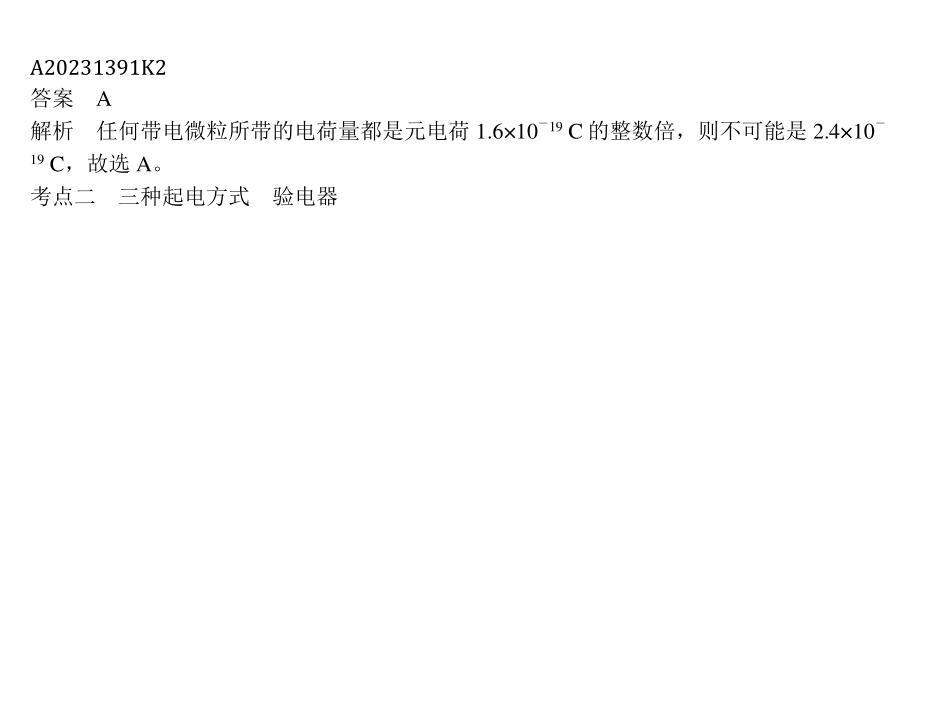 A20231391K2
答案　A
解析　任何带电微粒所带的电荷量都是元电荷 1.6×10⁻¹⁹ C 的整数倍，则不可能是 2.4×10⁻
¹⁹ C，故选 A。
考点二　三种起电方式　验电器